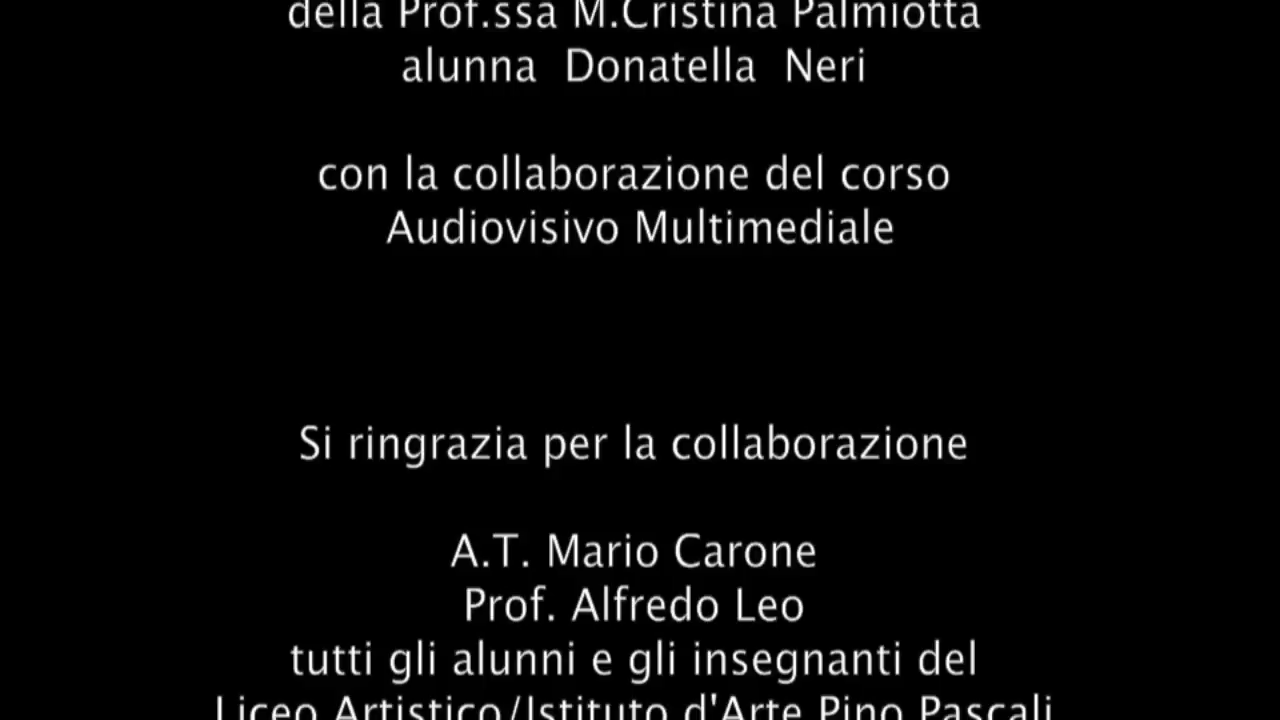 della Prof.ssa M.Cristina Palmiotta
alunna Donatella Neri
con la collaborazione del corso
Audiovisivo Multimediale
Si ringrazia per la collaborazione
A.T. Mario Carone
Prof. Alfredo Leo
tutti gli alunni e gli insegnanti del
Liceo Artistico/Istituto d'Arte Pino Pascali